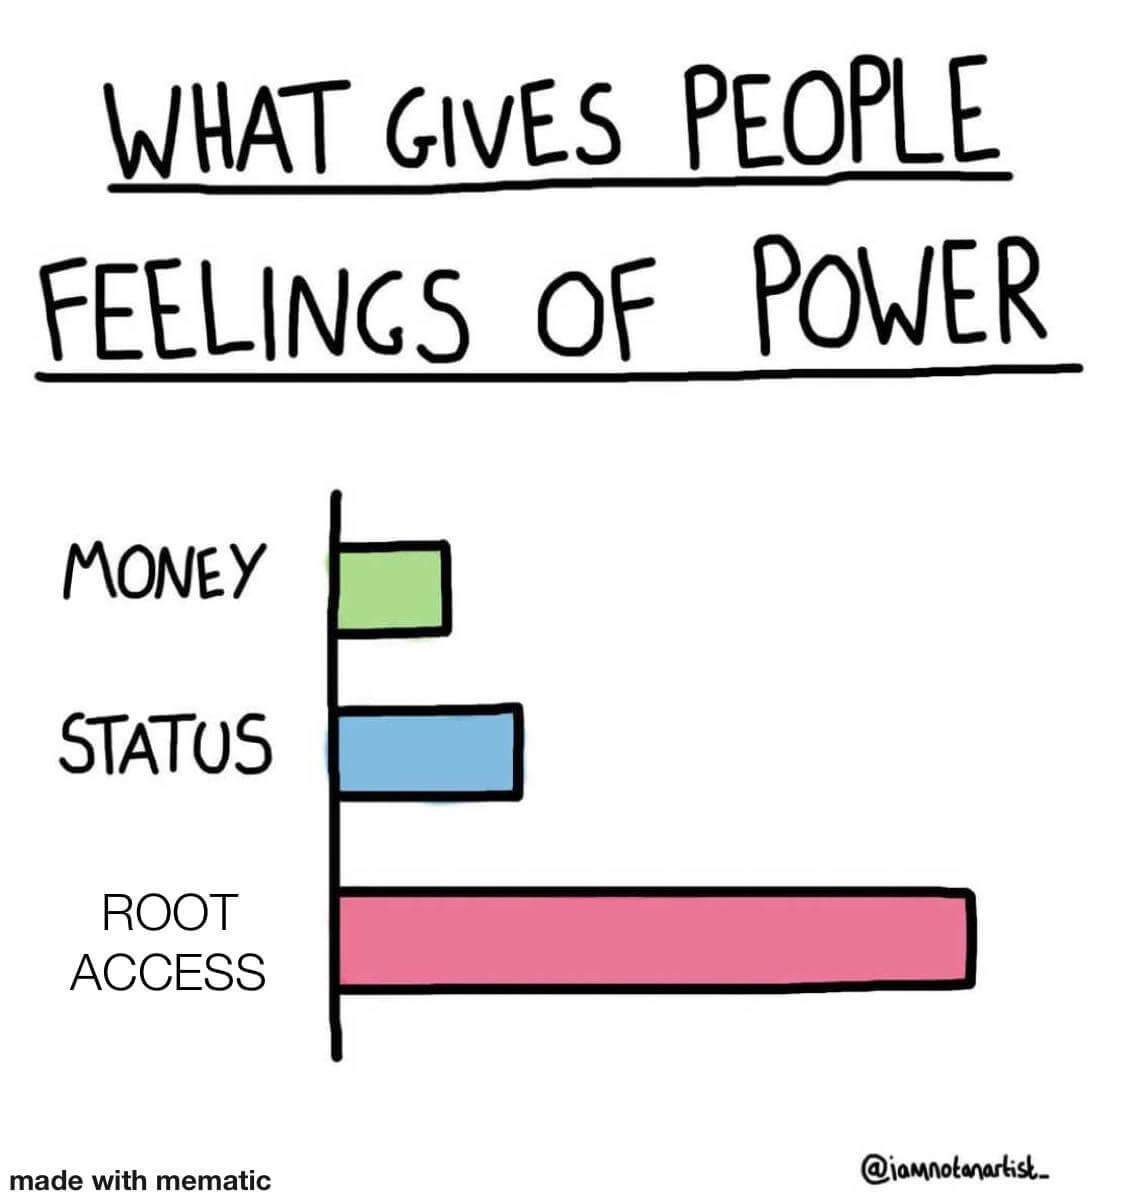 WHAT GIVES PEOPLE
FEELINGS OF POWER
MONEY
STATUS
ROOT
ACCESS
@iamnotanartist_
made with mematic